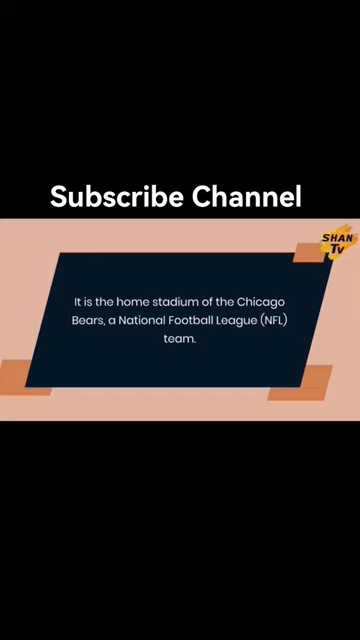 Subscribe Channel
SHAN
Tv
It is the home stadium of the Chicago
Bears, a National Football League (NFL)
team.